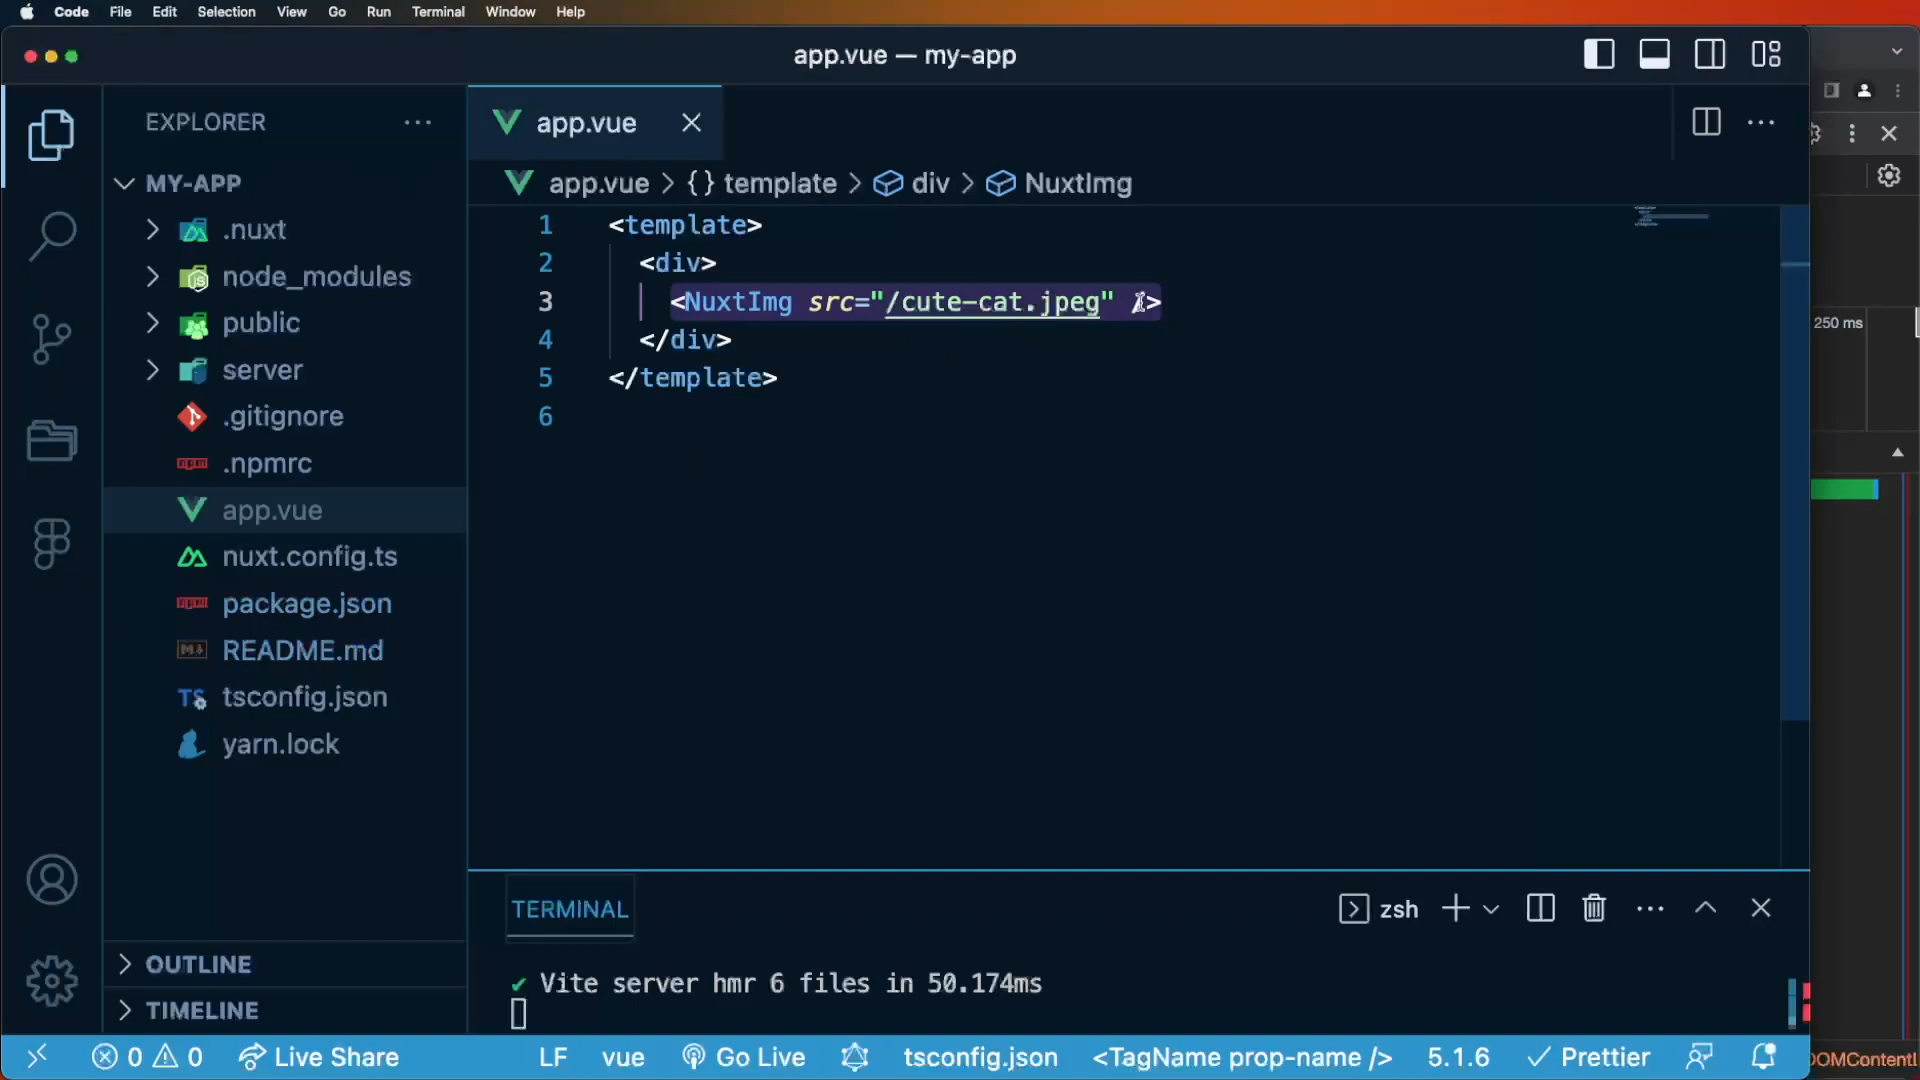 Code File Edit Selection View Go Run Terminal Window Help
app.vue — my-app
EXPLORER
app.vue
MY-APP
app.vue > {} template > div > NuxtImg
.nuxt
node_modules
public
server
.gitignore
.npmrc
app.vue
nuxt.config.ts
package.json
README.md
tsconfig.json
yarn.lock
1 <template>
2 <div>
3 <NuxtImg src="/cute-cat.jpeg" />
4 </div>
5 </template>
6
250 ms
OUTLINE
TIMELINE
TERMINAL
zsh
✔ Vite server hmr 6 files in 50.174ms
0 0 Live Share LF vue Go Live tsconfig.json <TagName prop-name /> 5.1.6 Prettier
OMContentl